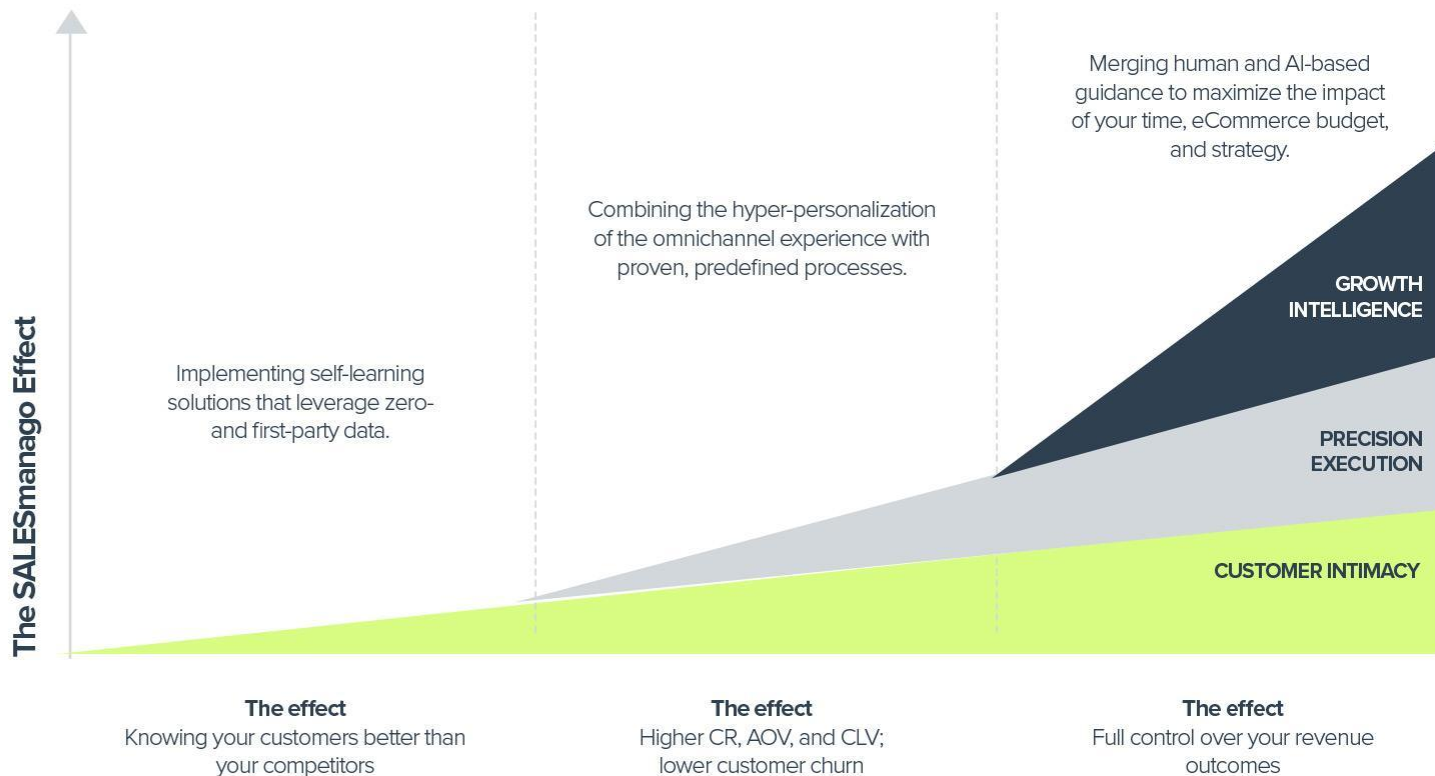 The SALESmanago Effect
Implementing self-learning
solutions that leverage zero-
and first-party data.
Combining the hyper-personalization
of the omnichannel experience with
proven, predefined processes.
Merging human and AI-based
guidance to maximize the impact
of your time, eCommerce budget,
and strategy.
GROWTH
INTELLIGENCE
PRECISION
EXECUTION
CUSTOMER INTIMACY
The effect
Knowing your customers better than
your competitors
The effect
Higher CR, AOV, and CLV;
lower customer churn
The effect
Full control over your revenue
outcomes